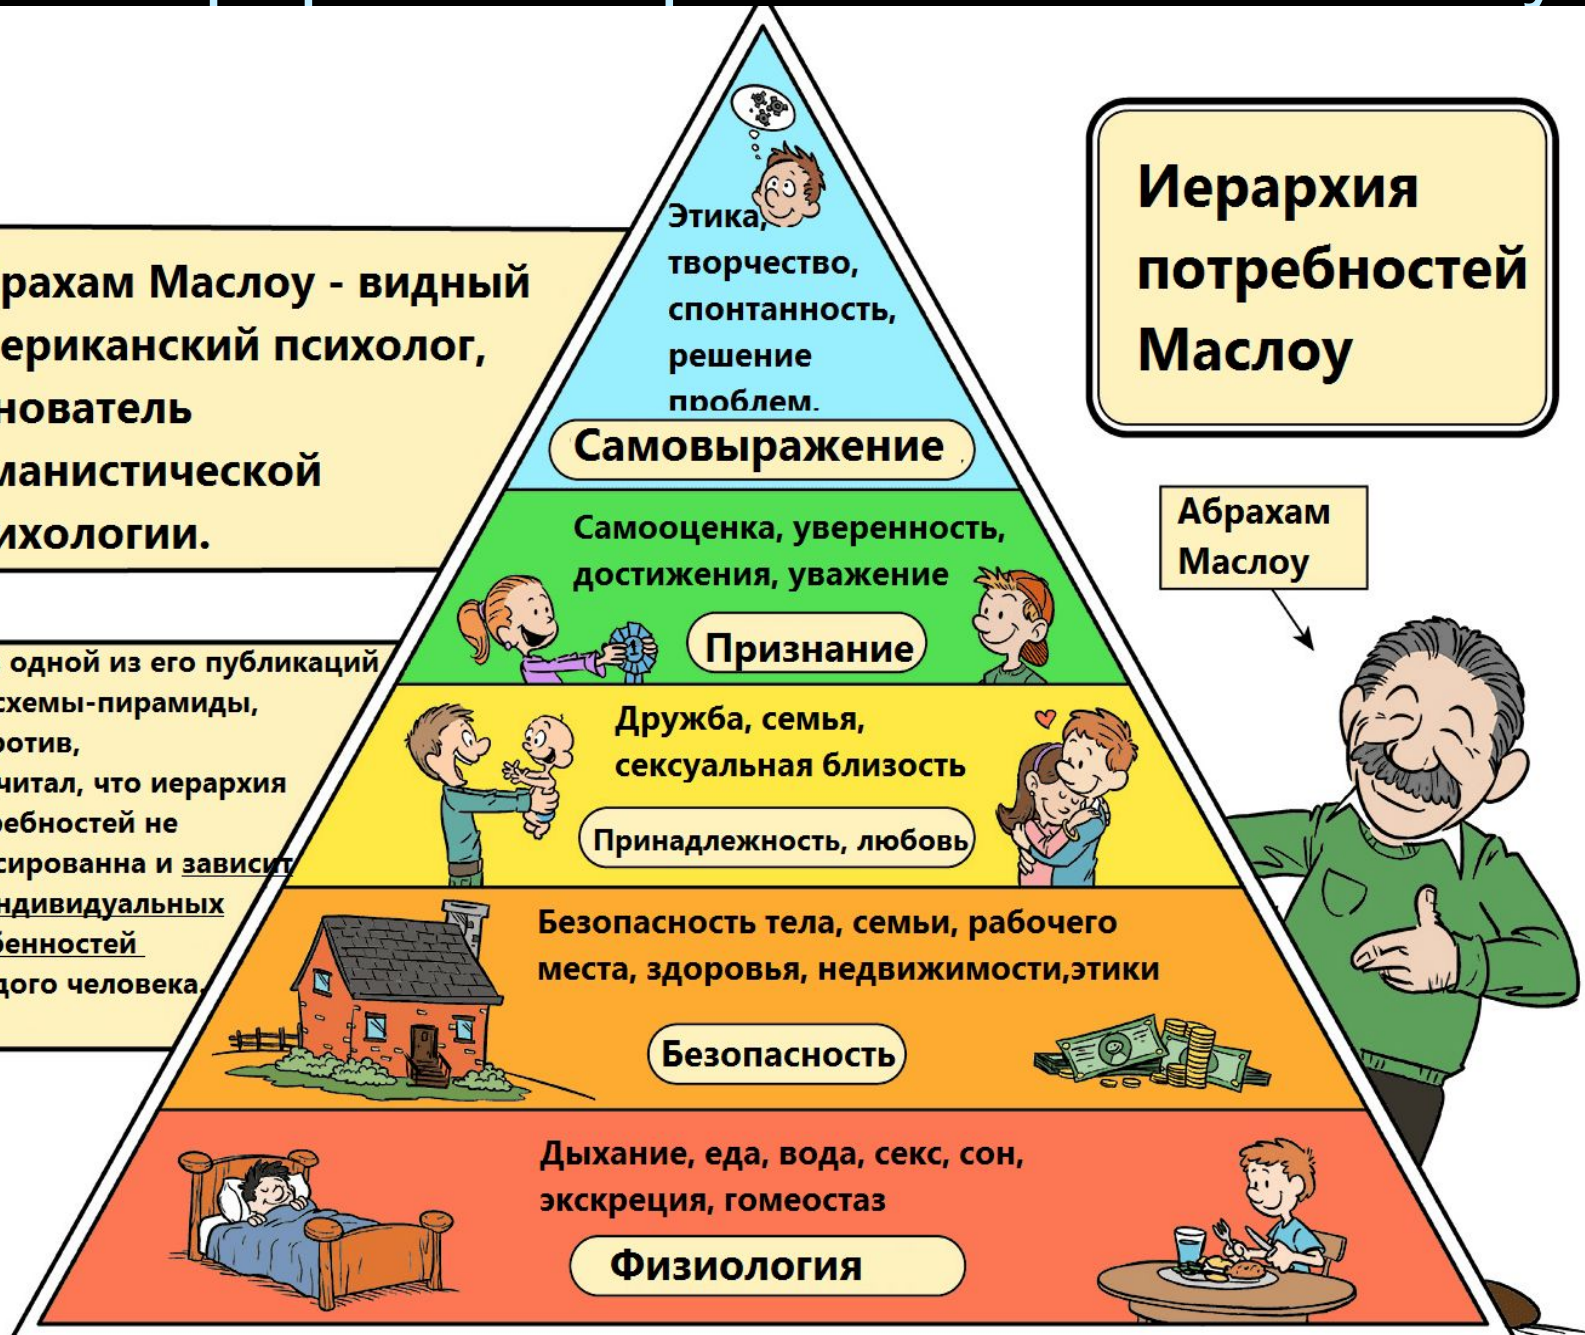 Иерархия
потребностей
Маслоу
Этика,
творчество,
спонтанность,
решение
проблем.
Самовыражение
рахам Маслоу - видный
ериканский психолог,
нователь
манистической
ихологии.
Самооценка, уверенность,
достижения, уважение
1
Признание
Абрахам
Маслоу
одной из его публикаций
схемы-пирамиды,
ротив,
читал, что иерархия
ребностей не
сированна и зависит
ндивидуальных
бенностей
дого человека.
Дружба, семья,
сексуальная близость
Принадлежность, любовь
Безопасность тела, семьи, рабочего
места, здоровья, недвижимости,этики
Безопасность
Дыхание, еда, вода, секс, сон,
экскреция, гомеостаз
Физиология